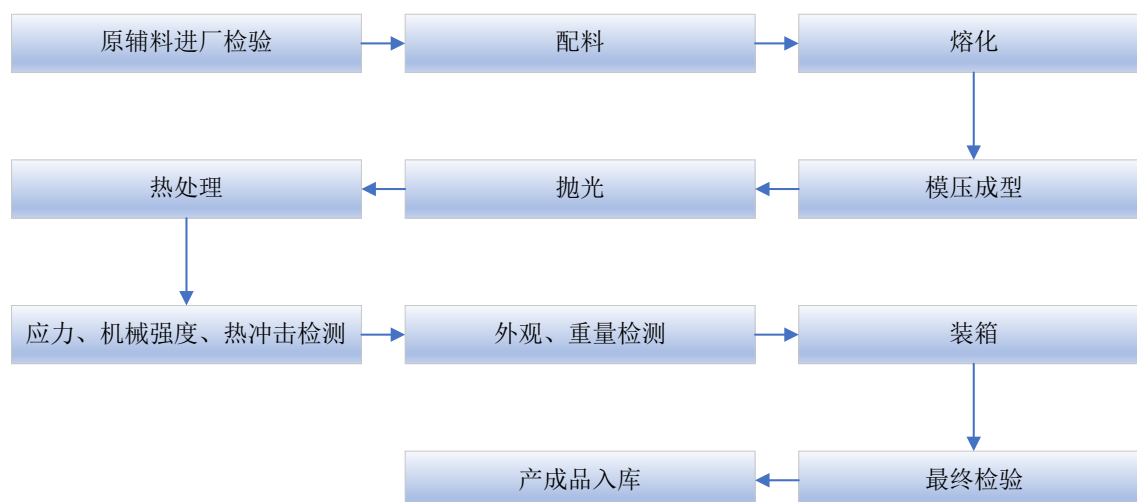 原辅料进厂检验
配料
熔化
模压成型
抛光
热处理
应力、机械强度、热冲击检测
外观、重量检测
装箱
最终检验
产成品入库